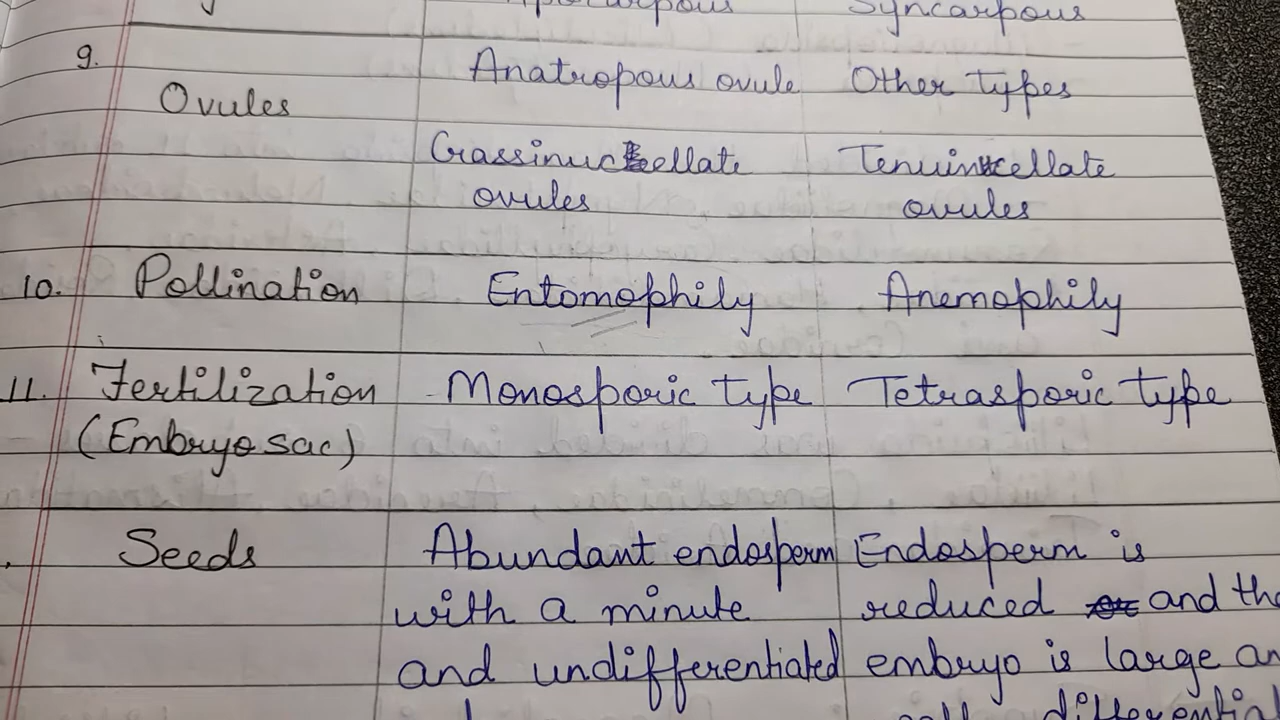 Syncarpous
9. Ovules Anatropous ovule Other types
Crassinucellate Tenuinucellate
ovules ovules
10. Pollination Entomophily Anemophily
11. Fertilization Monosporic type Tetrasporic type
(Embryo sac)
Seeds Abundant endosperm Endosperm is
with a minute reduced and the
and undifferentiated embryo is large an